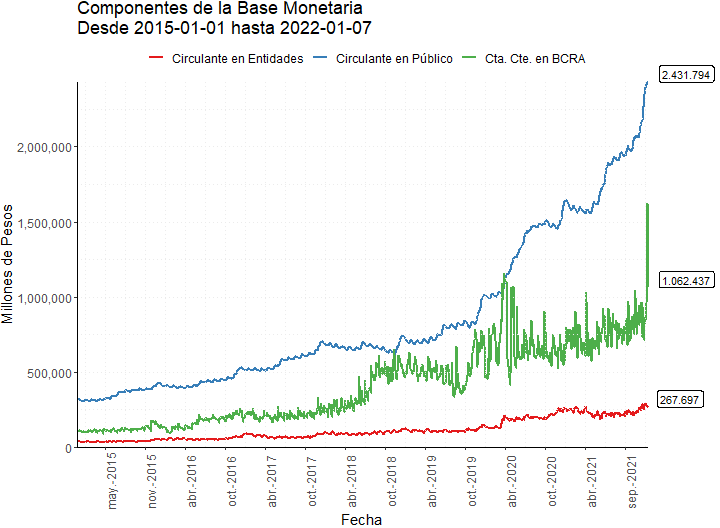 Componentes de la Base Monetaria
Desde 2015-01-01 hasta 2022-01-07
Circulante en Entidades Circulante en Público Cta. Cte. en BCRA
2.431.794
2,000,000
1,500,000
1.062.437
1,000,000
500,000
267.697
0
Millones de Pesos
may.-2015 nov.-2015 abr.-2016 oct.-2016 abr.-2017 oct.-2017 abr.-2018 oct.-2018 abr.-2019 sep.-2019 abr.-2020 oct.-2020 abr.-2021 sep.-2021
Fecha